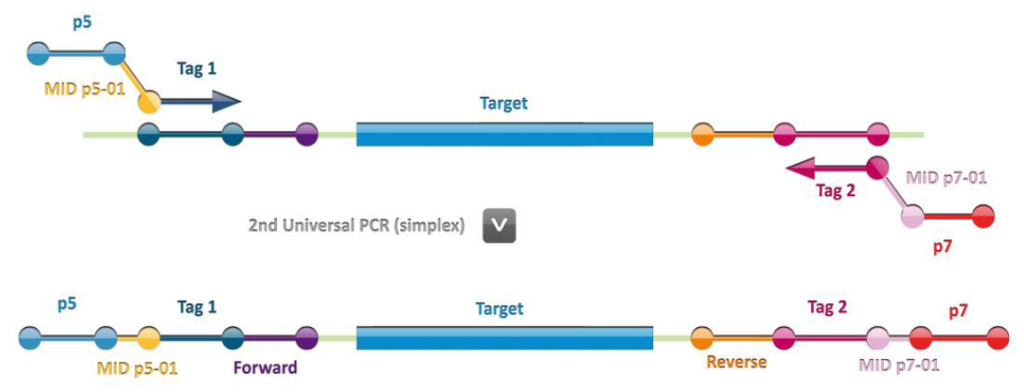 p5
Tag 1
MID p5-01
Target
MID p7-01
Tag 2
2nd Universal PCR (simplex)
V
p7
p5
Tag 1
Target
Tag 2
p7
MID p5-01
Forward
Reverse
MID p7-01